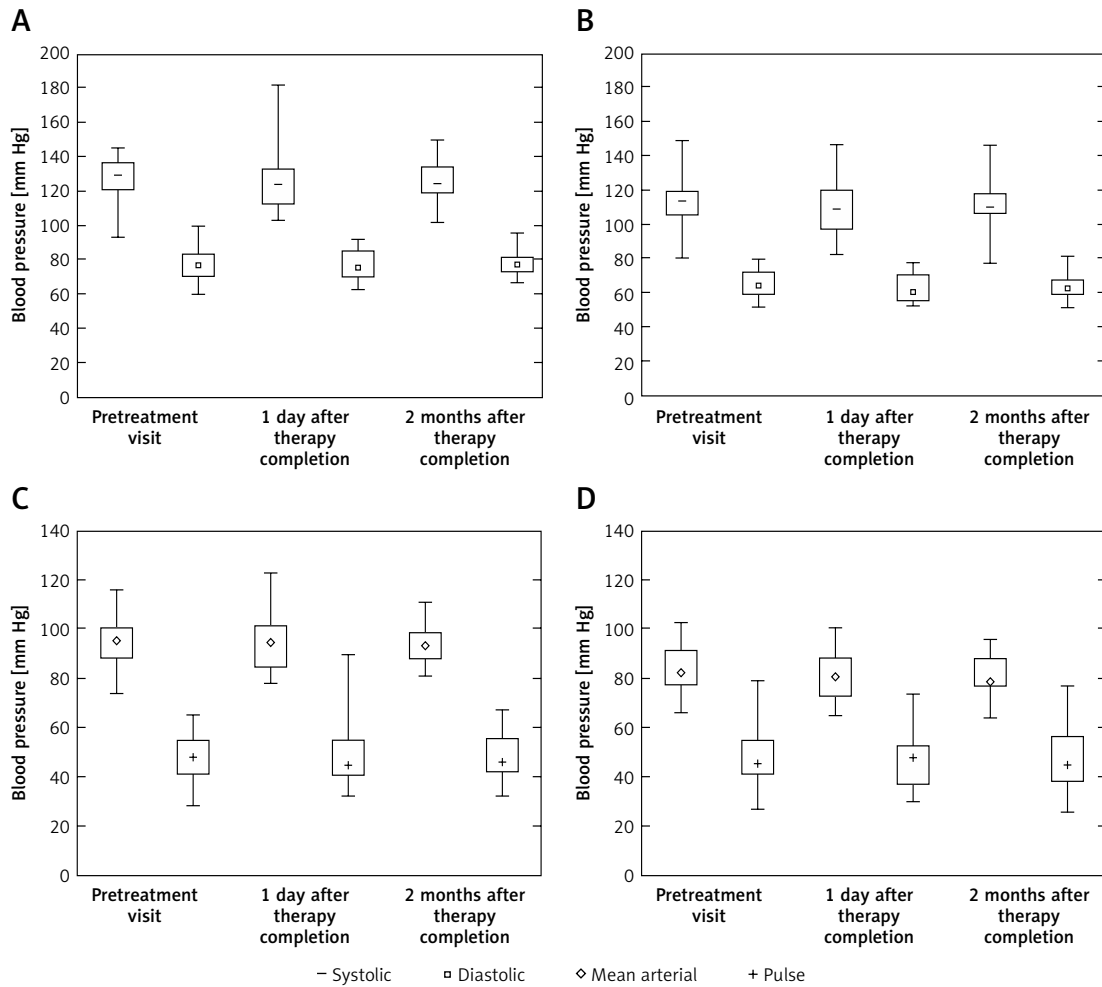 A
Blood pressure [mm Hg]
200
180
160
140
120
100
80
60
40
20
0
Pretreatment visit
1 day after therapy completion
2 months after therapy completion
B
Blood pressure [mm Hg]
200
180
160
140
120
100
80
60
40
20
0
Pretreatment visit
1 day after therapy completion
2 months after therapy completion
C
Blood pressure [mm Hg]
140
120
100
80
60
40
20
0
Pretreatment visit
1 day after therapy completion
2 months after therapy completion
D
Blood pressure [mm Hg]
140
120
100
80
60
40
20
0
Pretreatment visit
1 day after therapy completion
2 months after therapy completion
Systolic Diastolic Mean arterial Pulse